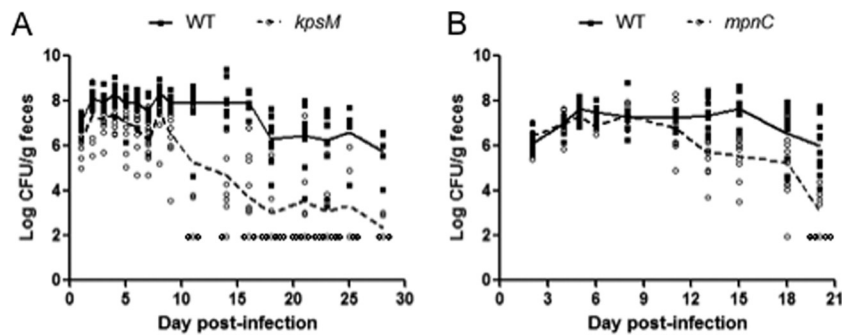 A
WT kpsM
Log CFU/g feces
10
8
6
4
2
0
0 5 10 15 20 25 30
Day post-infection
B
WT mpnC
Log CFU/g feces
10
8
6
4
2
0
0 3 6 9 12 15 18 21
Day post-infection